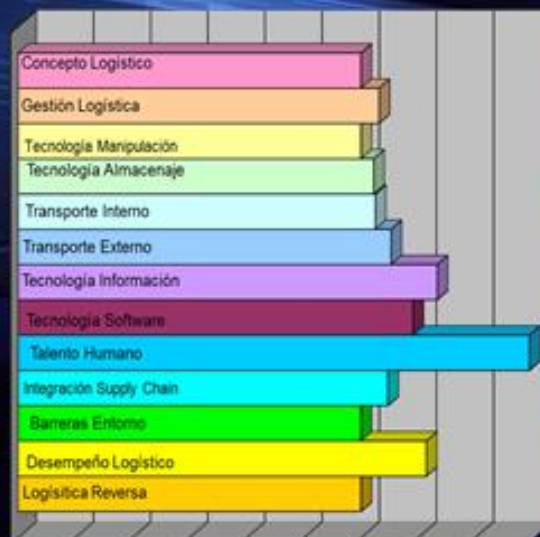 Concepto Logístico
Gestión Logística
Tecnología Manipulación
Tecnología Almacenaje
Transporte Interno
Transporte Externo
Tecnología Información
Tecnología Software
Talento Humano
Integración Supply Chain
Barreras Entorno
Desempeño Logístico
Logísitica Reversa